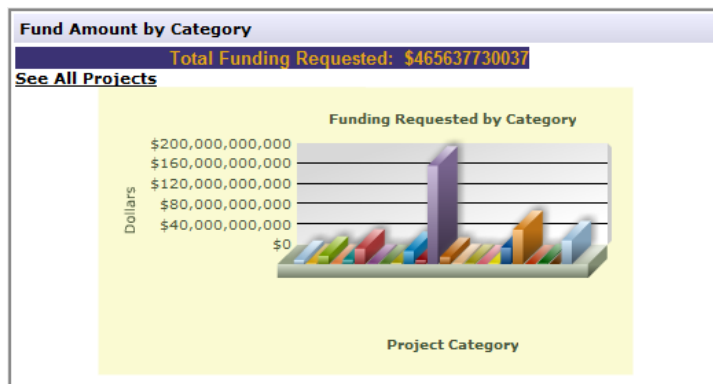 Fund Amount by Category
Total Funding Requested: $465637730037
See All Projects
Funding Requested by Category
$200,000,000,000
$160,000,000,000
$120,000,000,000
$80,000,000,000
$40,000,000,000
$0
Dollars
Project Category